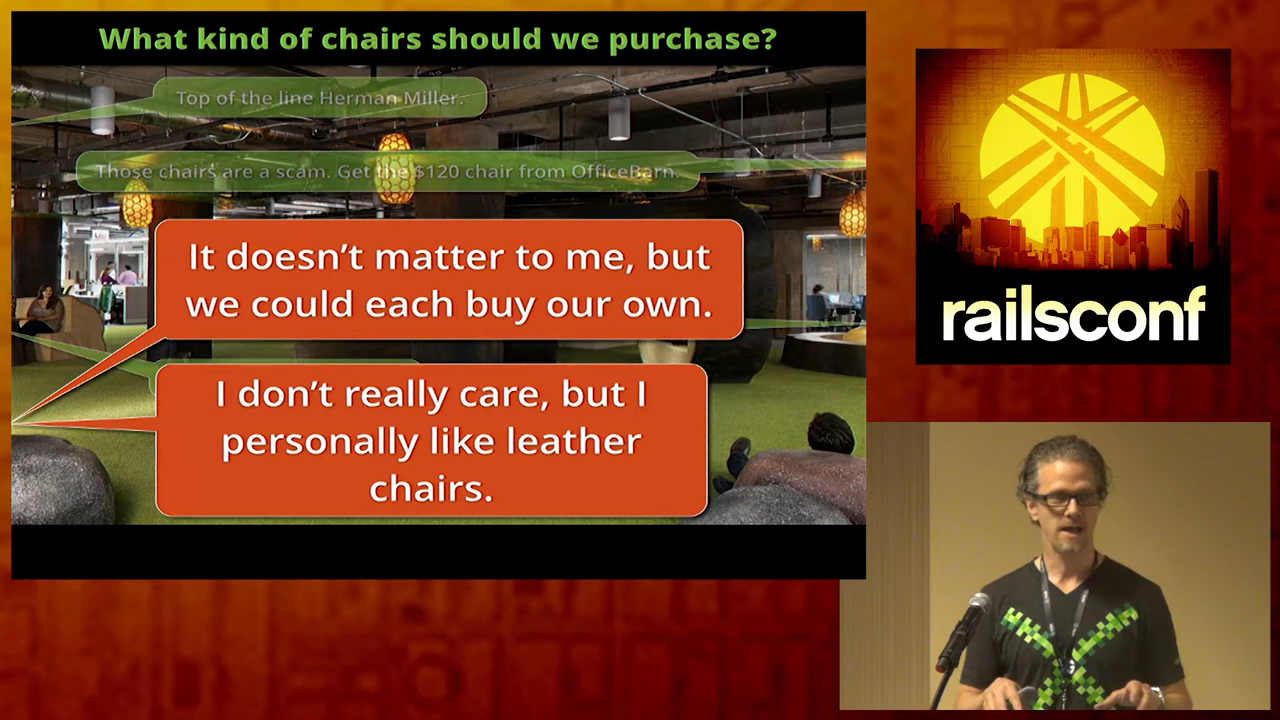 What kind of chairs should we purchase?
Top of the line Herman Miller.
Those chairs are a scam. Get the $120 chair from OfficeBarn.
It doesn’t matter to me, but
we could each buy our own.
I don’t really care, but I
personally like leather
chairs.
railsconf